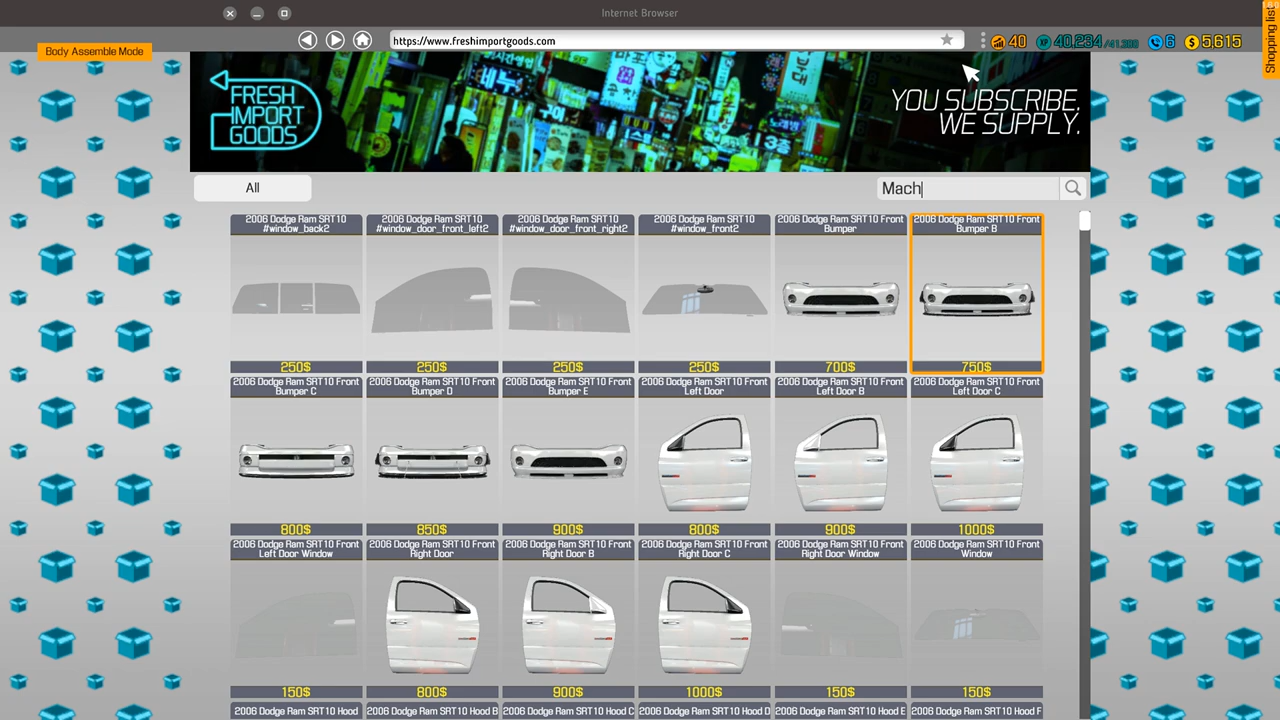 Internet Browser
Body Assemble Mode
https://www.freshimportgoods.com
40
XP 40,234/41,300
6
$ 5,615
Shopping list
FRESH
IMPORT
GOODS
YOU SUBSCRIBE.
WE SUPPLY.
All
Mach
2006 Dodge Ram SRT10
#window_back2
2006 Dodge Ram SRT10
#window_door_front_left2
2006 Dodge Ram SRT10
#window_door_front_right2
2006 Dodge Ram SRT10
#window_front2
2006 Dodge Ram SRT10 Front
Bumper
2006 Dodge Ram SRT10 Front
Bumper B
250$
250$
250$
250$
700$
750$
2006 Dodge Ram SRT10 Front
Bumper C
2006 Dodge Ram SRT10 Front
Bumper D
2006 Dodge Ram SRT10 Front
Bumper E
2006 Dodge Ram SRT10 Front
Left Door
2006 Dodge Ram SRT10 Front
Left Door B
2006 Dodge Ram SRT10 Front
Left Door C
800$
850$
900$
800$
900$
1000$
2006 Dodge Ram SRT10 Front
Left Door Window
2006 Dodge Ram SRT10 Front
Right Door
2006 Dodge Ram SRT10 Front
Right Door B
2006 Dodge Ram SRT10 Front
Right Door C
2006 Dodge Ram SRT10 Front
Right Door Window
2006 Dodge Ram SRT10 Front
Window
150$
800$
900$
1000$
150$
150$
2006 Dodge Ram SRT10 Hood
2006 Dodge Ram SRT10 Hood B
2006 Dodge Ram SRT10 Hood C
2006 Dodge Ram SRT10 Hood D
2006 Dodge Ram SRT10 Hood E
2006 Dodge Ram SRT10 Hood F